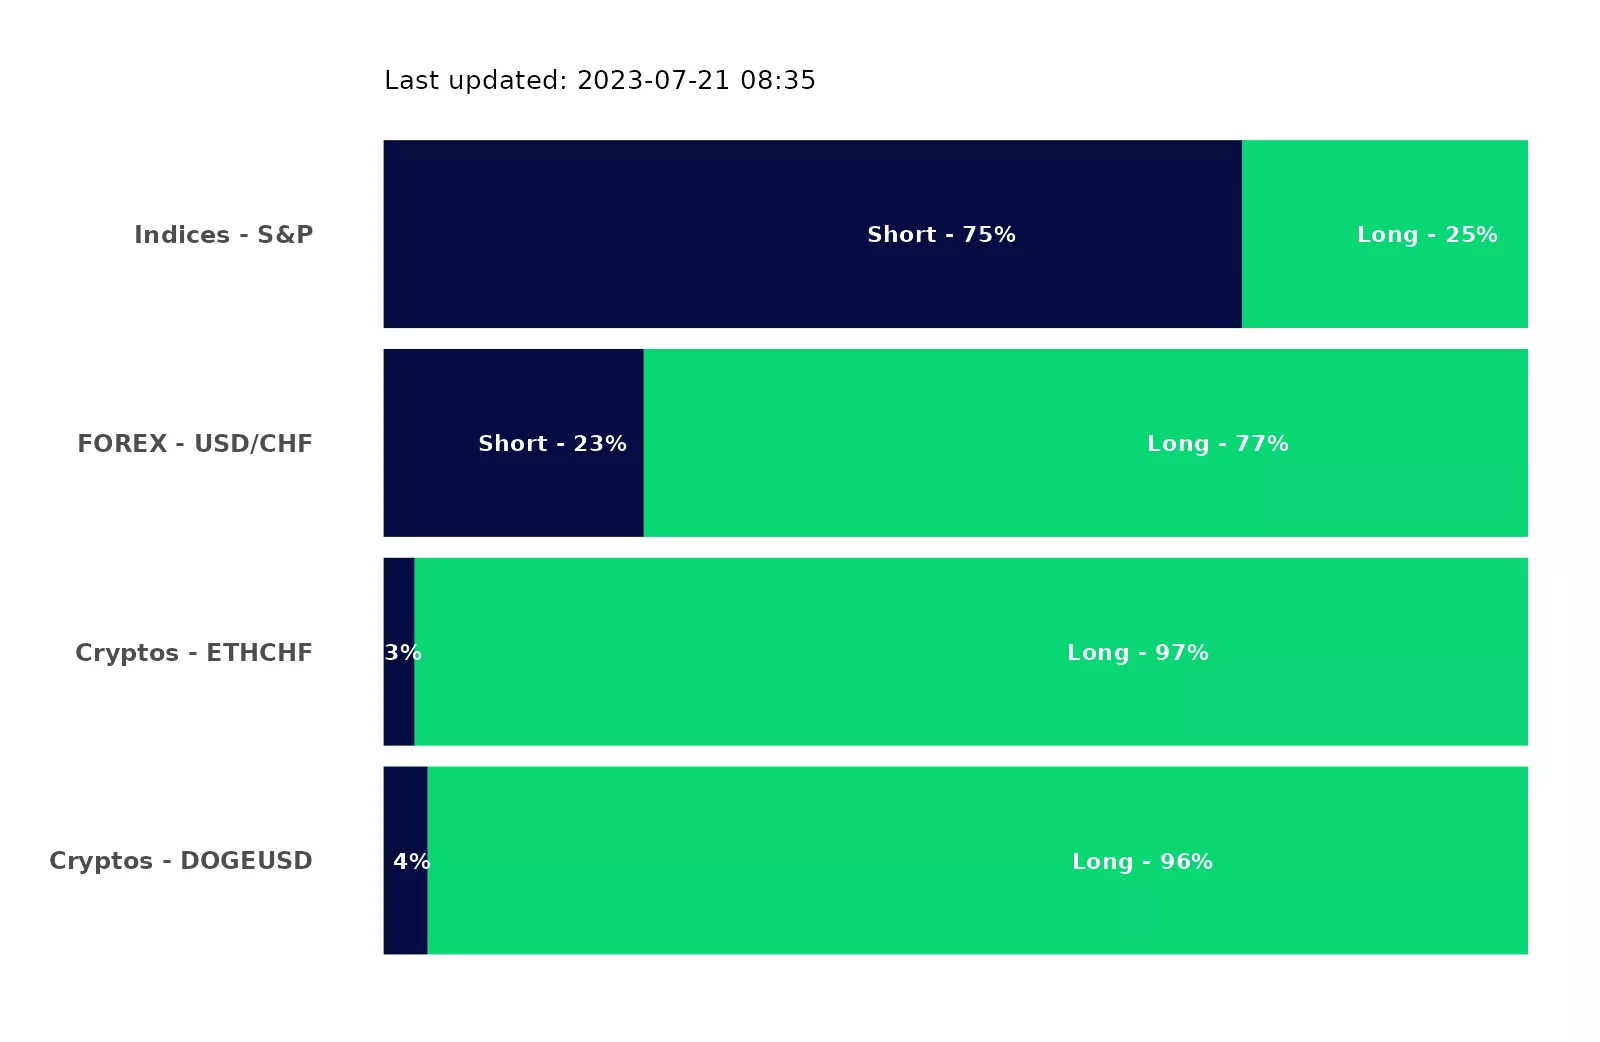 Last updated: 2023-07-21 08:35
Indices - S&P Short - 75% Long - 25%
FOREX - USD/CHF Short - 23% Long - 77%
Cryptos - ETHCHF 3% Long - 97%
Cryptos - DOGEUSD 4% Long - 96%